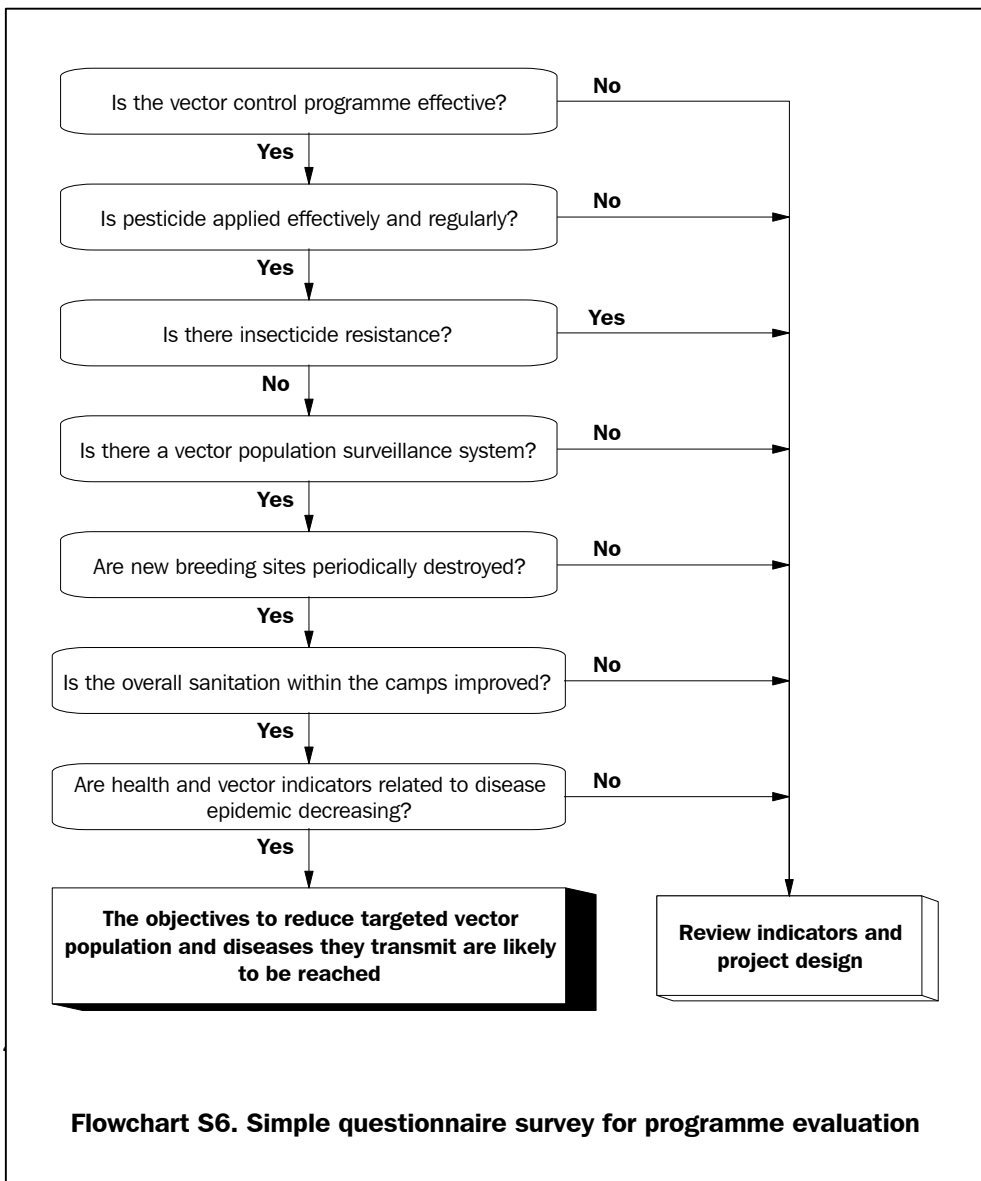 Is the vector control programme effective?
No
Yes
Is pesticide applied effectively and regularly?
No
Yes
Is there insecticide resistance?
Yes
No
Is there a vector population surveillance system?
No
Yes
Are new breeding sites periodically destroyed?
No
Yes
Is the overall sanitation within the camps improved?
No
Yes
Are health and vector indicators related to disease
epidemic decreasing?
No
Yes
The objectives to reduce targeted vector
population and diseases they transmit are likely
to be reached
Review indicators and
project design
Flowchart S6. Simple questionnaire survey for programme evaluation